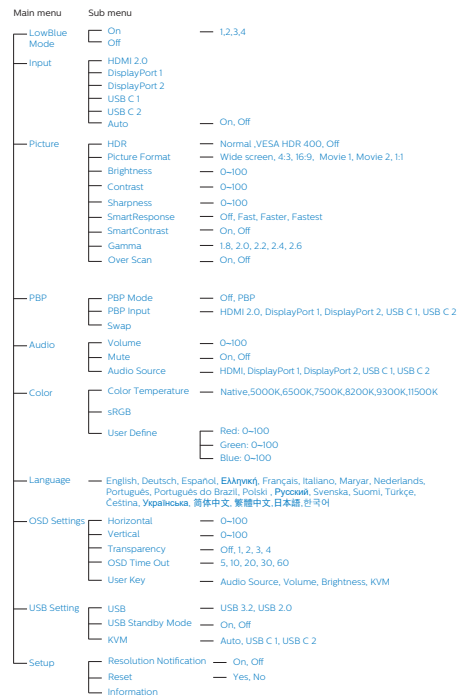 Main menu Sub menu
LowBlue Mode On 1,2,3,4
Off
Input HDMI 2.0
DisplayPort 1
DisplayPort 2
USB C 1
USB C 2
Auto On, Off
Picture HDR Normal ,VESA HDR 400, Off
Picture Format Wide screen, 4:3, 16:9, Movie 1, Movie 2, 1:1
Brightness 0~100
Contrast 0~100
Sharpness 0~100
SmartResponse Off, Fast, Faster, Fastest
SmartContrast On, Off
Gamma 1.8, 2.0, 2.2, 2.4, 2.6
Over Scan On, Off
PBP PBP Mode Off, PBP
PBP Input HDMI 2.0, DisplayPort 1, DisplayPort 2, USB C 1, USB C 2
Swap
Audio Volume 0~100
Mute On, Off
Audio Source HDMI, DisplayPort 1, DisplayPort 2, USB C 1, USB C 2
Color Color Temperature Native,5000K,6500K,7500K,8200K,9300K,11500K
sRGB
User Define Red: 0~100
Green: 0~100
Blue: 0~100
Language English, Deutsch, Español, Ελληνική, Français, Italiano, Maryar, Nederlands,
Português, Português do Brazil, Polski , Русский, Svenska, Suomi, Türkçe,
Čeština, Українська, 简体中文, 繁體中文,日本語,한국어
OSD Settings Horizontal 0~100
Vertical 0~100
Transparency Off, 1, 2, 3, 4
OSD Time Out 5, 10, 20, 30, 60
User Key Audio Source, Volume, Brightness, KVM
USB Setting USB USB 3.2, USB 2.0
USB Standby Mode On, Off
KVM Auto, USB C 1, USB C 2
Setup Resolution Notification On, Off
Reset Yes, No
Information